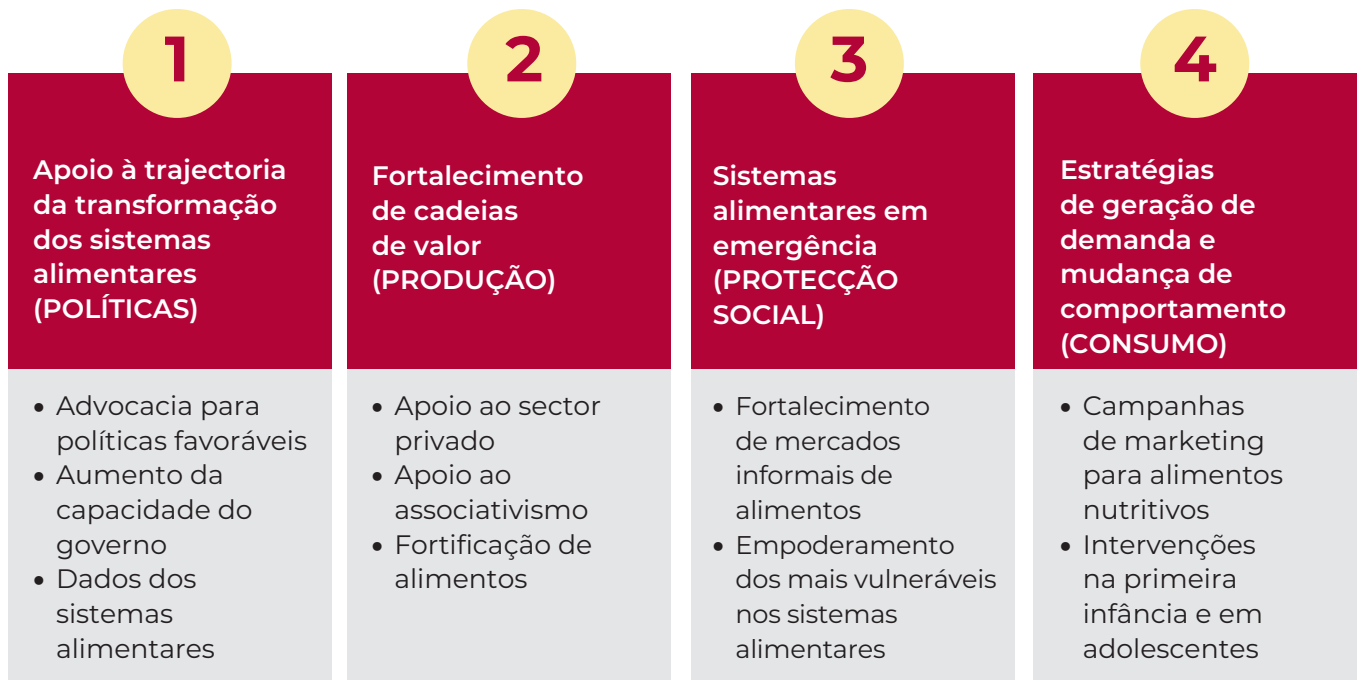 1
Apoio à trajectoria
da transformação
dos sistemas
alimentares
(POLÍTICAS)
• Advocacia para
políticas favoráveis
• Aumento da
capacidade do
governo
• Dados dos
sistemas
alimentares
2
Fortalecimento
de cadeias
de valor
(PRODUÇÃO)
• Apoio ao sector
privado
• Apoio ao
associativismo
• Fortificação de
alimentos
3
Sistemas
alimentares em
emergência
(PROTECÇÃO
SOCIAL)
• Fortalecimento
de mercados
informais de
alimentos
• Empoderamento
dos mais vulneráveis
nos sistemas
alimentares
4
Estratégias
de geração de
demanda e
mudança de
comportamento
(CONSUMO)
• Campanhas
de marketing
para alimentos
nutritivos
• Intervenções
na primeira
infância e em
adolescentes